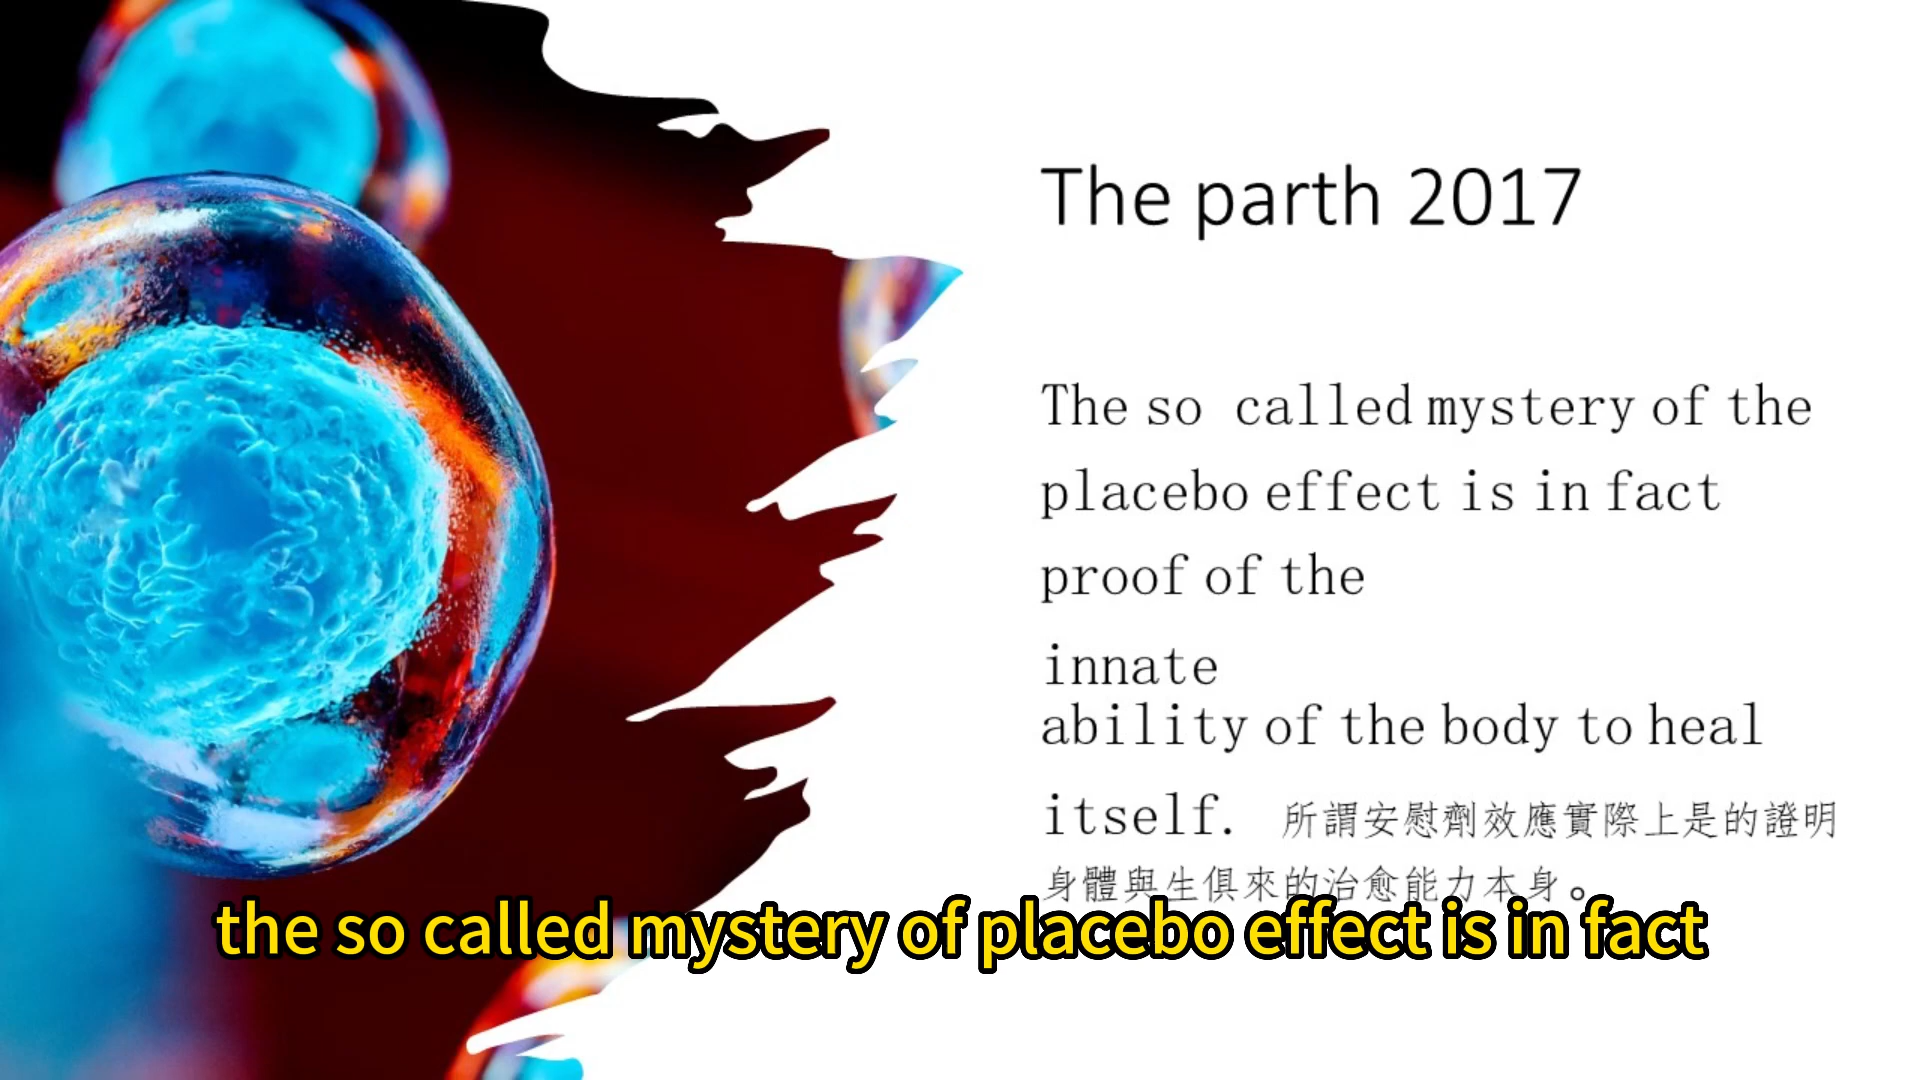 The parth 2017
The so called mystery of the
placebo effect is in fact
proof of the
innate
ability of the body to heal
itself. 所謂安慰劑效應實際上是的證明
身體與生俱來的治愈能力本身。
the so called mystery of placebo effect is in fact